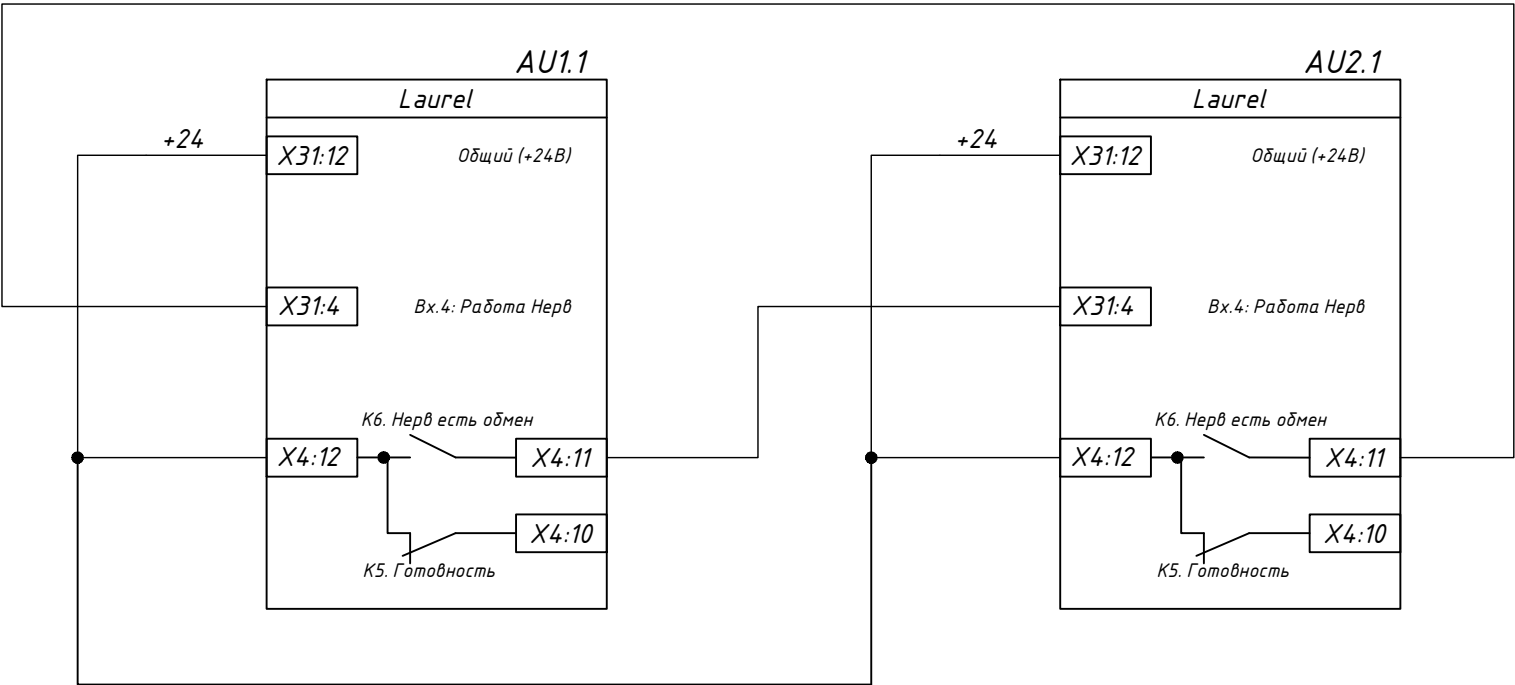 AU1.1
Laurel
+24
X31:12
Общий (+24В)
X31:4
Вх.4: Работа Нерв
К6. Нерв есть обмен
X4:12
X4:11
X4:10
К5. Готовность
AU2.1
Laurel
+24
X31:12
Общий (+24В)
X31:4
Вх.4: Работа Нерв
К6. Нерв есть обмен
X4:12
X4:11
X4:10
К5. Готовность